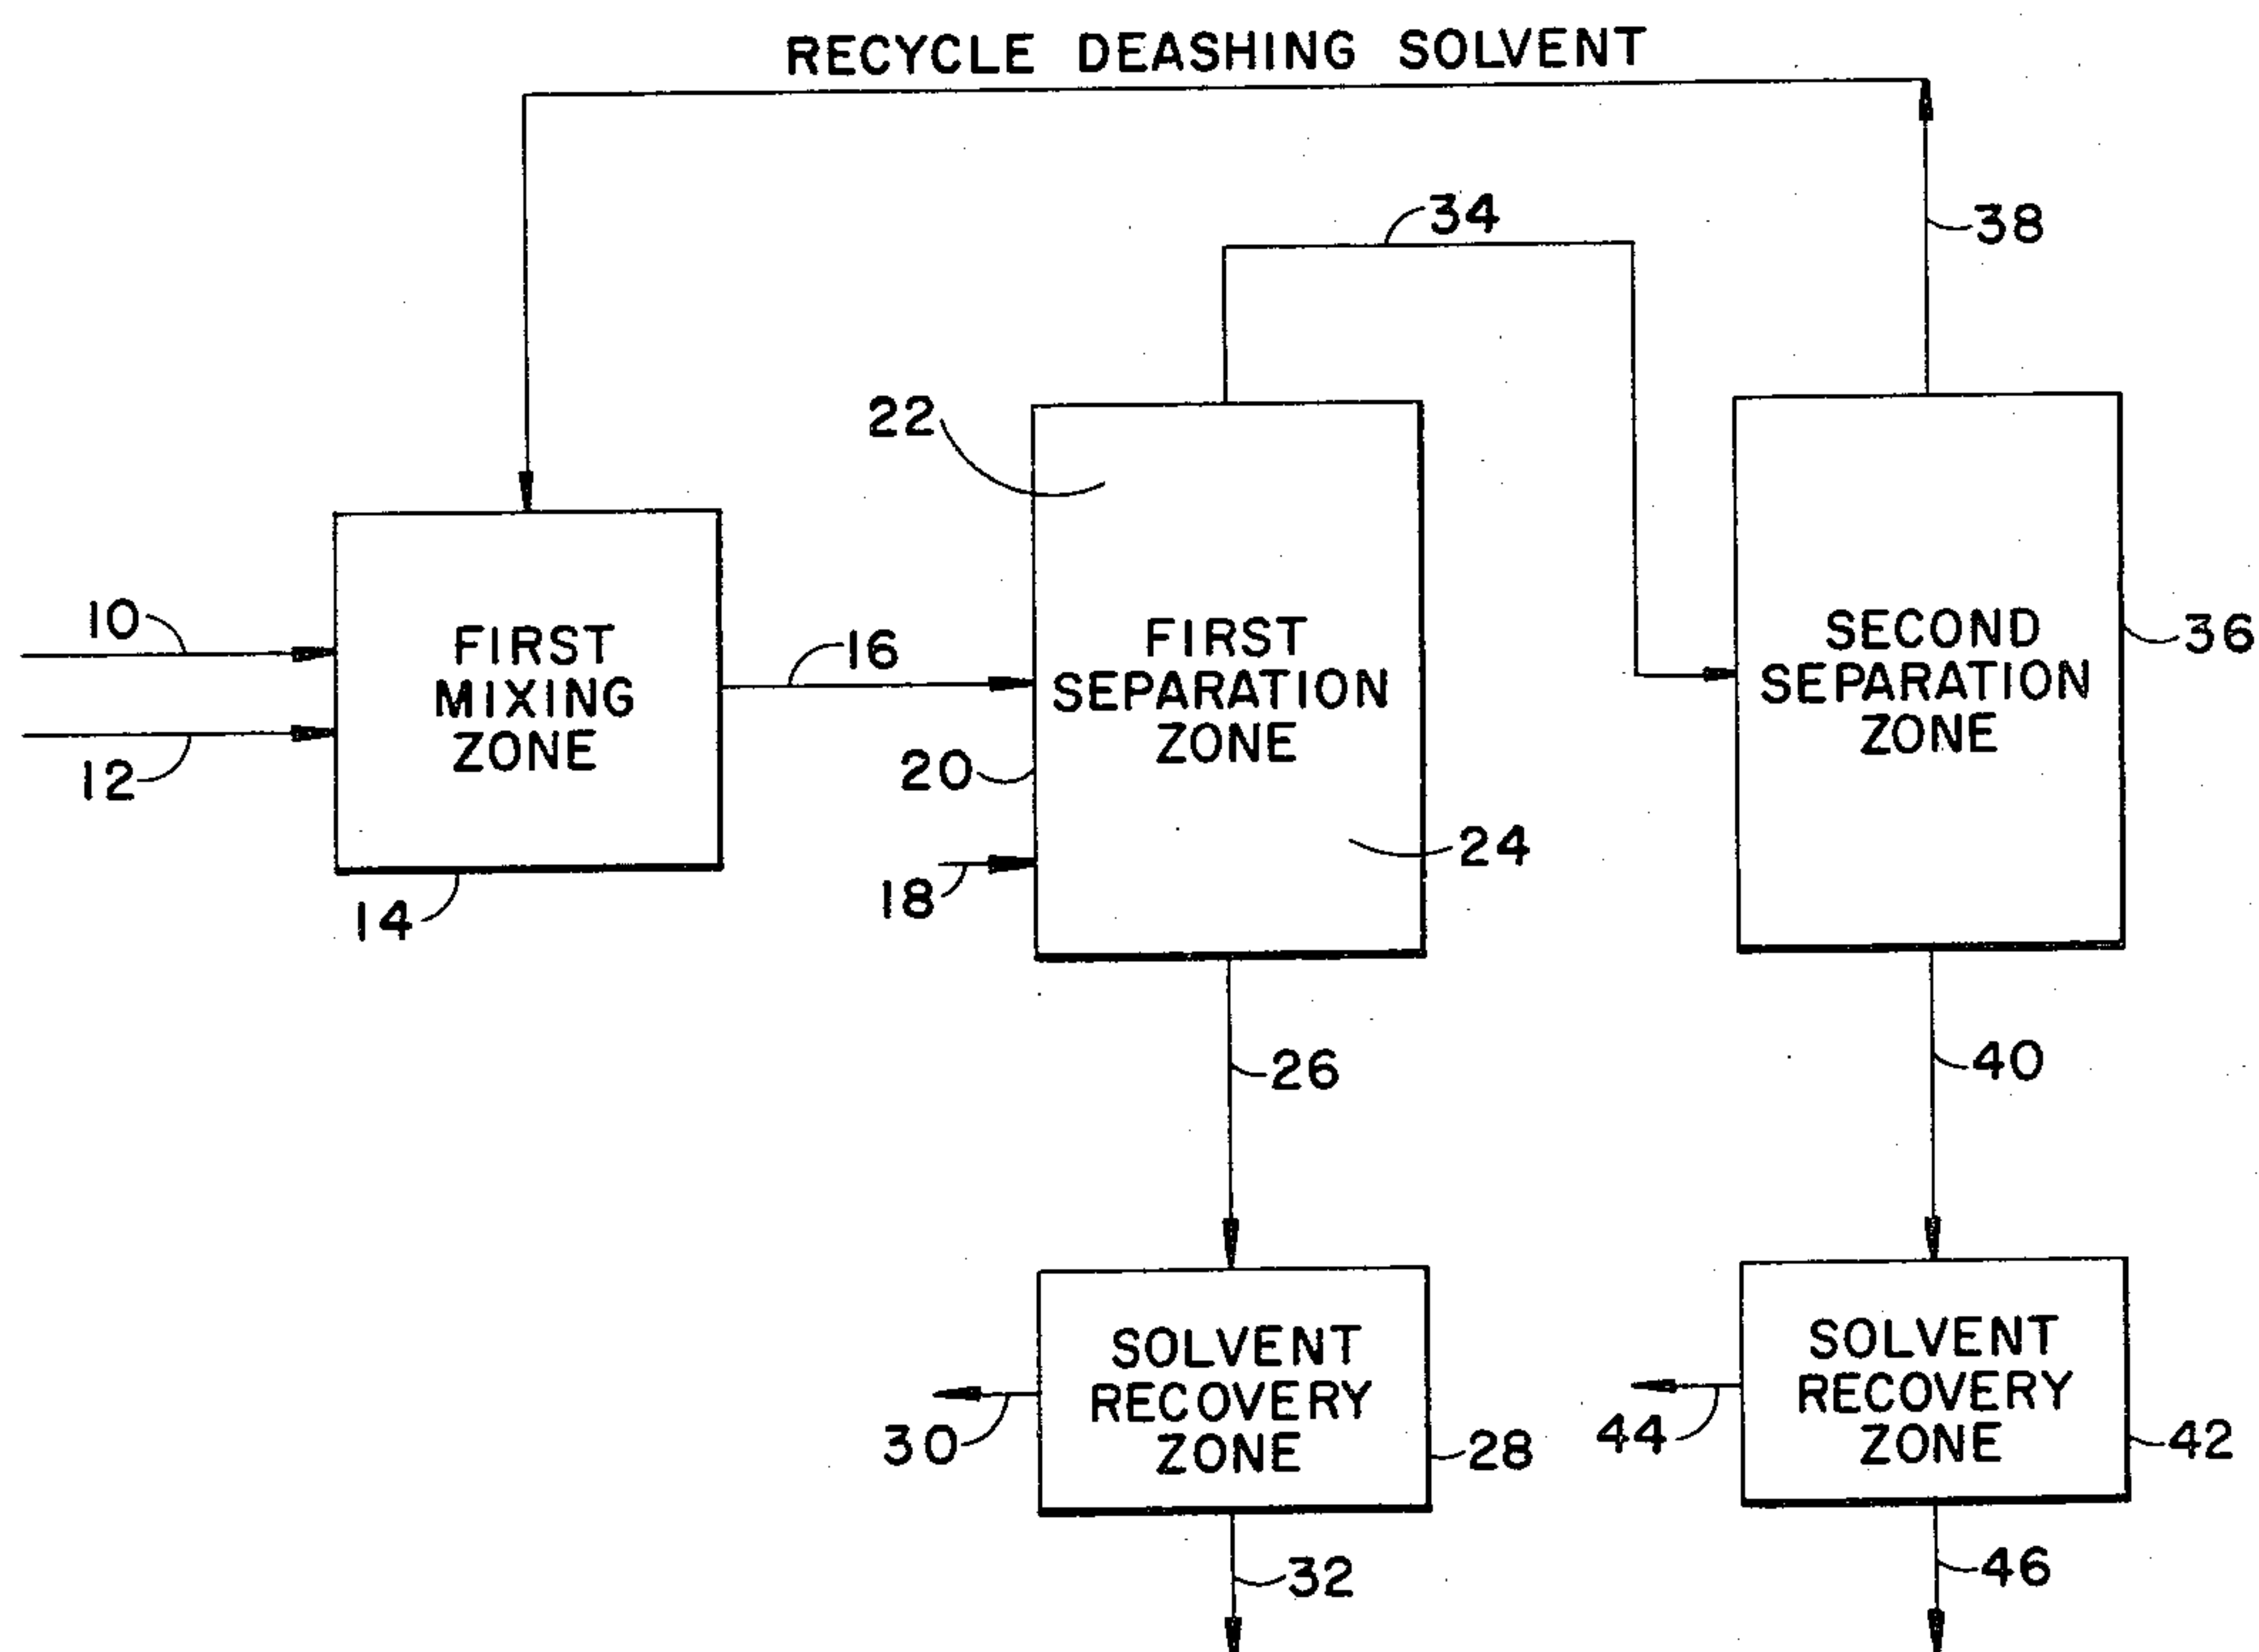 RECYCLE DEASHING SOLVENT
34
38
22
10
FIRST
MIXING
ZONE
16
FIRST
SEPARATION
ZONE
SECOND
SEPARATION
ZONE
36
12
20
24
18
14
26
40
SOLVENT
RECOVERY
ZONE
SOLVENT
RECOVERY
ZONE
30
28
44
42
32
46